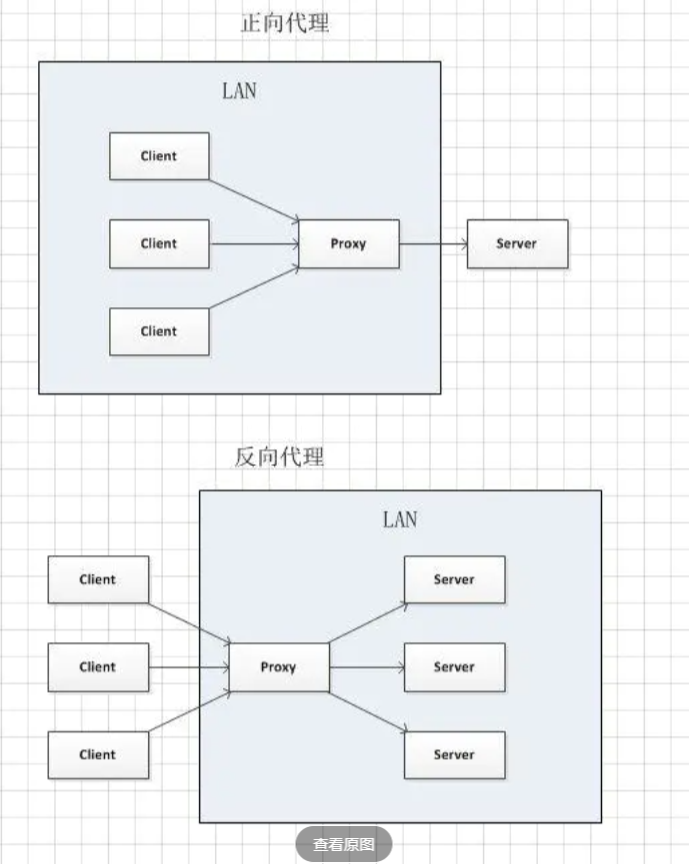 正向代理
LAN
Client
Client
Proxy
Server
Client
反向代理
LAN
Client
Server
Client
Proxy
Server
Client
Server
查看原图